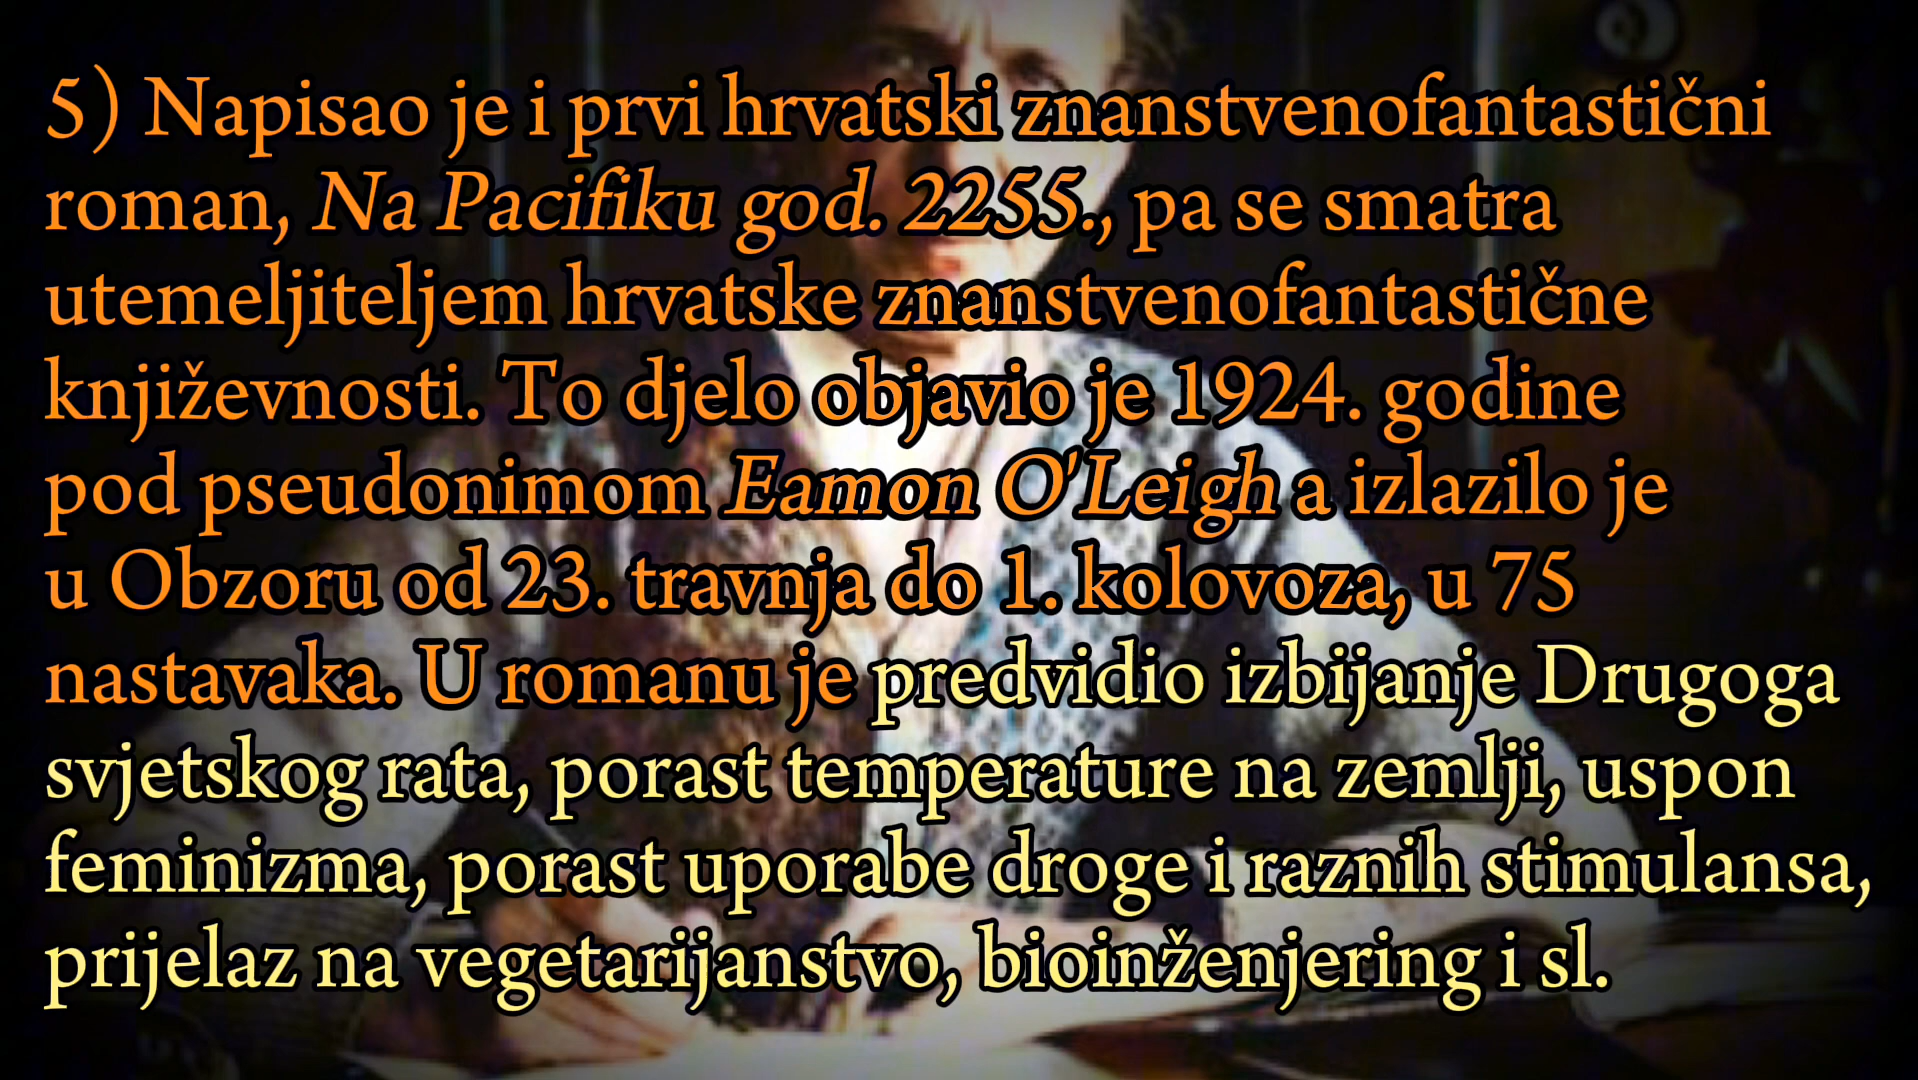 5) Napisao je i prvi hrvatski znanstvenofantastični
roman, Na Pacifiku god. 2255., pa se smatra
utemeljiteljem hrvatske znanstvenofantastične
književnosti. To djelo objavio je 1924. godine
pod pseudonimom Eamon O'Leigh a izlazilo je
u Obzoru od 23. travnja do 1. kolovoza, u 75
nastavaka. U romanu je predvidio izbijanje Drugoga
svjetskog rata, porast temperature na zemlji, uspon
feminizma, porast uporabe droge i raznih stimulansa,
prijelaz na vegetarijanstvo, bioinženjering i sl.